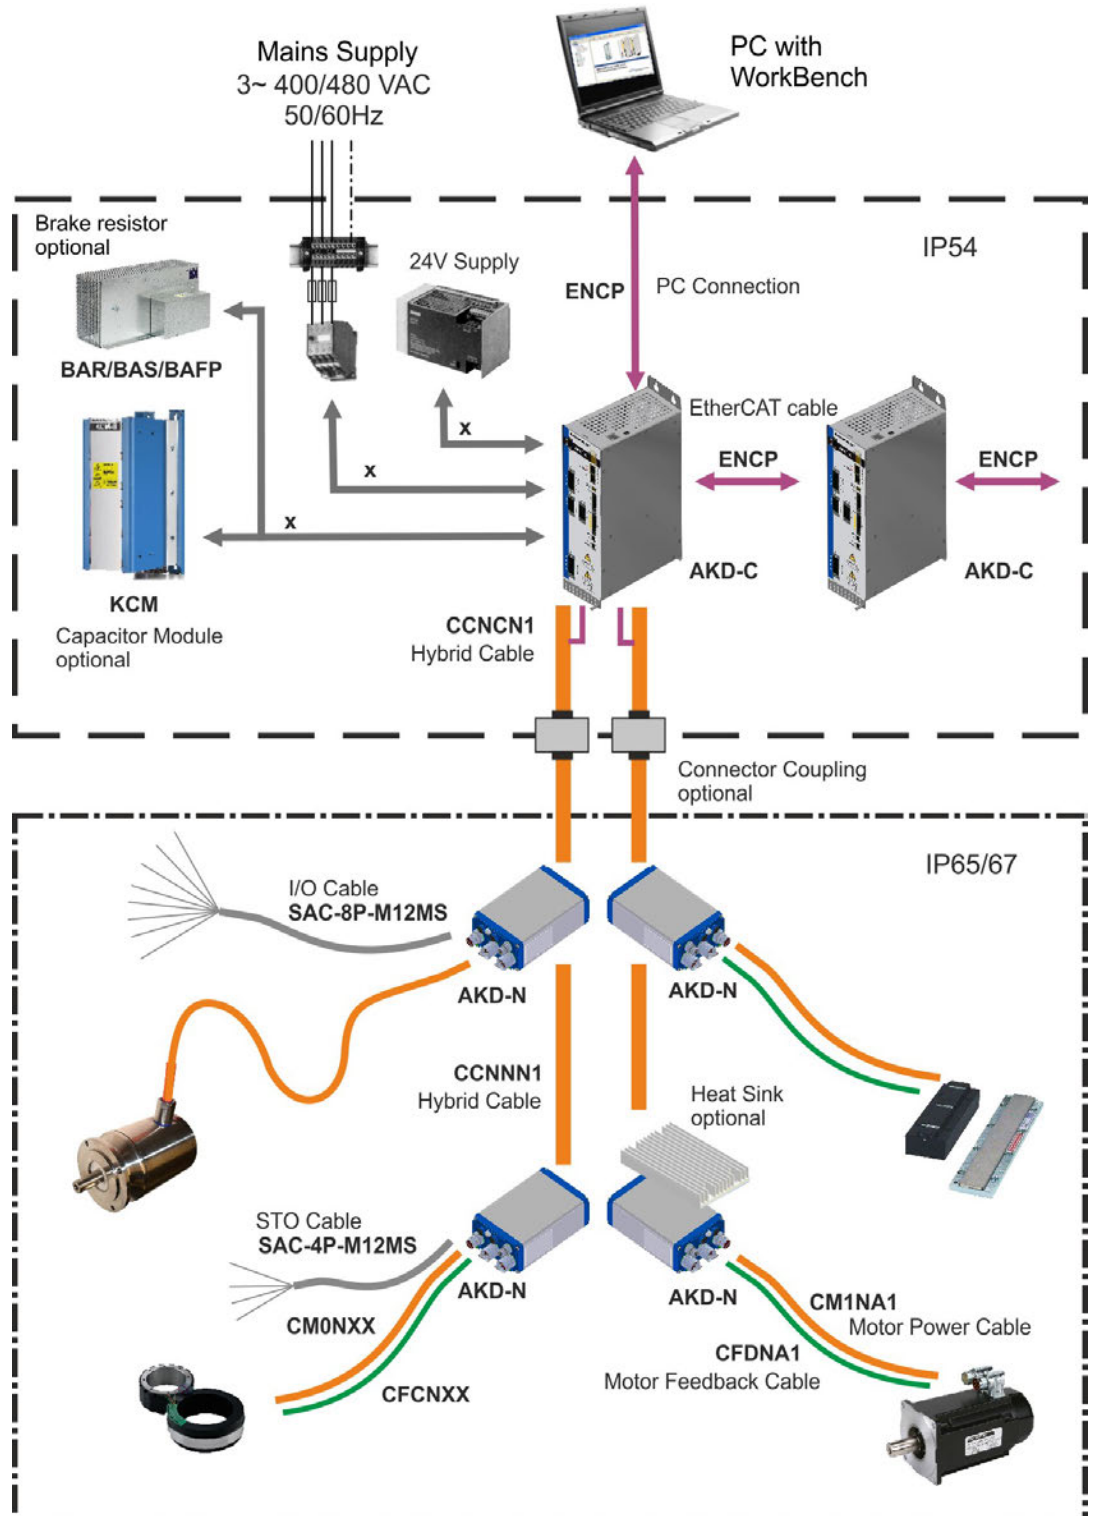 Mains Supply
3~ 400/480 VAC
50/60Hz
PC with
WorkBench
Brake resistor
optional
IP54
24V Supply
ENCP
PC Connection
BAR/BAS/BAFP
EtherCAT cable
x
ENCP
ENCP
x
x
AKD-C
AKD-C
KCM
Capacitor Module
optional
CCNCN1
Hybrid Cable
Connector Coupling
optional
IP65/67
I/O Cable
SAC-8P-M12MS
AKD-N
AKD-N
CCNNN1
Hybrid Cable
Heat Sink
optional
STO Cable
SAC-4P-M12MS
AKD-N
AKD-N
CM1NA1
Motor Power Cable
CM0NXX
CFDNA1
Motor Feedback Cable
CFCNXX